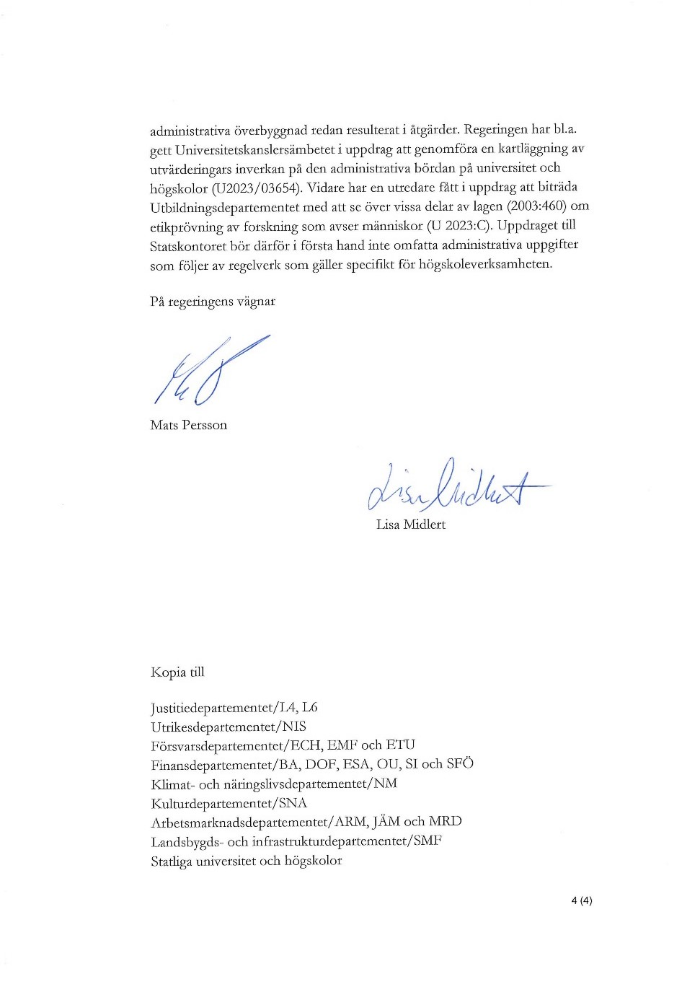 administrativa överbyggnad redan resulterat i åtgärder. Regeringen har bl.a.
gett Universitetskanslersämbetet i uppdrag att genomföra en kartläggning av
utvärderingars inverkan på den administrativa bördan på universitet och
högskolor (U2023/03654). Vidare har en utredare fått i uppdrag att biträda
Utbildningsdepartementet med att se över vissa delar av lagen (2003:460) om
etikprövning av forskning som avser människor (U 2023:C). Uppdraget till
Statskontoret bör därför i första hand inte omfatta administrativa uppgifter
som följer av regelverk som gäller specifikt för högskoleverksamheten.
På regeringens vägnar
Mats Persson
Lisa Midlert
Lisa Midlert
Kopia till
Justitiedepartementet/L4, L6
Utrikesdepartementet/NIS
Försvarsdepartementet/ECH, EMF och ETU
Finansdepartementet/BA, DOF, ESA, OU, SI och SFÖ
Klimat- och näringslivsdepartementet/NM
Kulturdepartementet/SNA
Arbetsmarknadsdepartementet/ARM, JÄM och MRD
Landsbygds- och infrastrukturdepartementet/SMF
Statliga universitet och högskolor
4 (4)